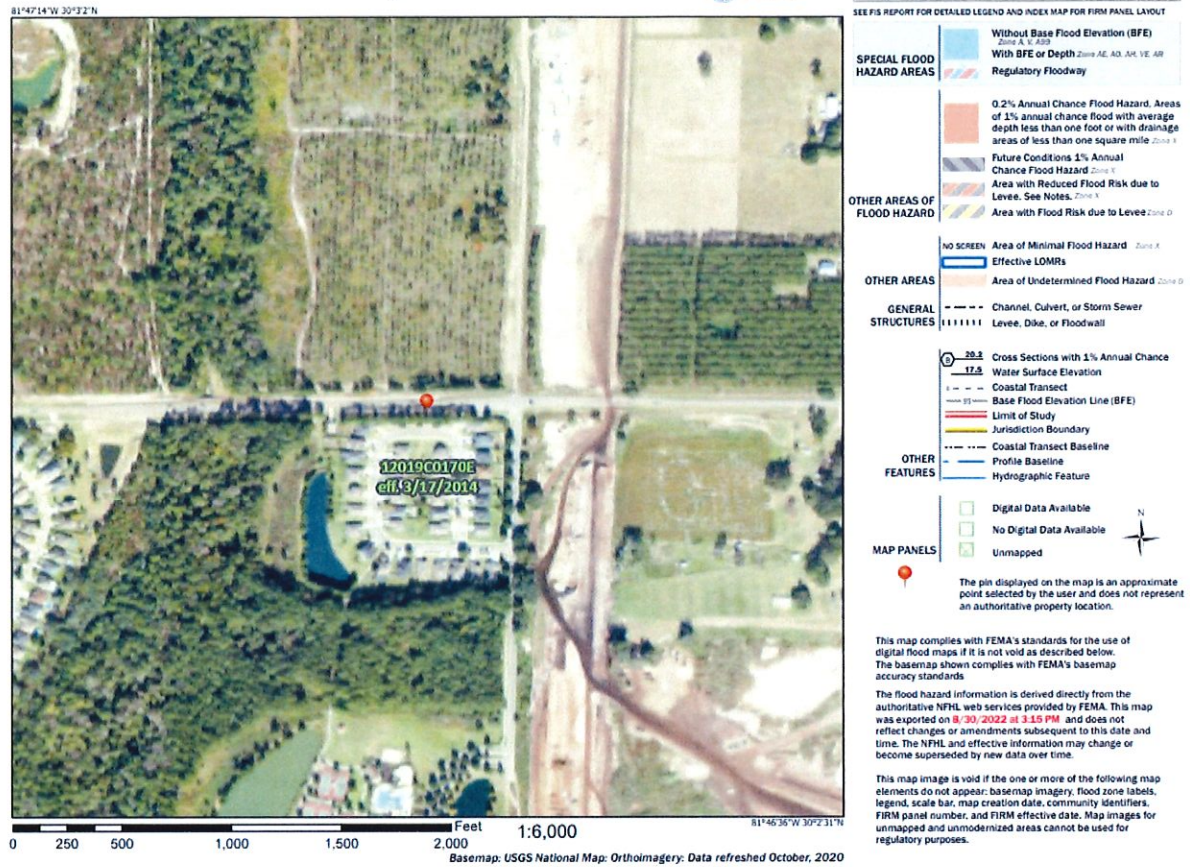 81°47'14"W 30°3'2"N
12019C0170E
eff. 3/17/2014
81°46'36"W 30°2'31"N
0 250 500 1,000 1,500 2,000
Feet
1:6,000
Basemap: USGS National Map: Orthoimagery: Data refreshed October, 2020
SEE FIS REPORT FOR DETAILED LEGEND AND INDEX MAP FOR FIRM PANEL LAYOUT
SPECIAL FLOOD
HAZARD AREAS
Without Base Flood Elevation (BFE)
Zone A, V, A99
With BFE or Depth Zone AE, AO, AH, VE, AR
Regulatory Floodway
OTHER AREAS OF
FLOOD HAZARD
0.2% Annual Chance Flood Hazard, Areas
of 1% annual chance flood with average
depth less than one foot or with drainage
areas of less than one square mile Zone X
Future Conditions 1% Annual
Chance Flood Hazard Zone X
Area with Reduced Flood Risk due to
Levee. See Notes. Zone X
Area with Flood Risk due to Levee Zone D
OTHER AREAS
NO SCREEN Area of Minimal Flood Hazard Zone X
Effective LOMRs
Area of Undetermined Flood Hazard Zone D
GENERAL
STRUCTURES
Channel, Culvert, or Storm Sewer
Levee, Dike, or Floodwall
OTHER
FEATURES
B 20.2 Cross Sections with 1% Annual Chance
17.5 Water Surface Elevation
Coastal Transect
Base Flood Elevation Line (BFE)
Limit of Study
Jurisdiction Boundary
Coastal Transect Baseline
Profile Baseline
Hydrographic Feature
MAP PANELS
Digital Data Available
No Digital Data Available
Unmapped
N
The pin displayed on the map is an approximate
point selected by the user and does not represent
an authoritative property location.
This map complies with FEMA's standards for the use of
digital flood maps if it is not void as described below.
The basemap shown complies with FEMA's basemap
accuracy standards
The flood hazard information is derived directly from the
authoritative NFHL web services provided by FEMA. This map
was exported on 8/30/2022 at 3:15 PM and does not
reflect changes or amendments subsequent to this date and
time. The NFHL and effective information may change or
become superseded by new data over time.
This map image is void if the one or more of the following map
elements do not appear: basemap imagery, flood zone labels,
legend, scale bar, map creation date, community identifiers,
FIRM panel number, and FIRM effective date. Map images for
unmapped and unmodernized areas cannot be used for
regulatory purposes.